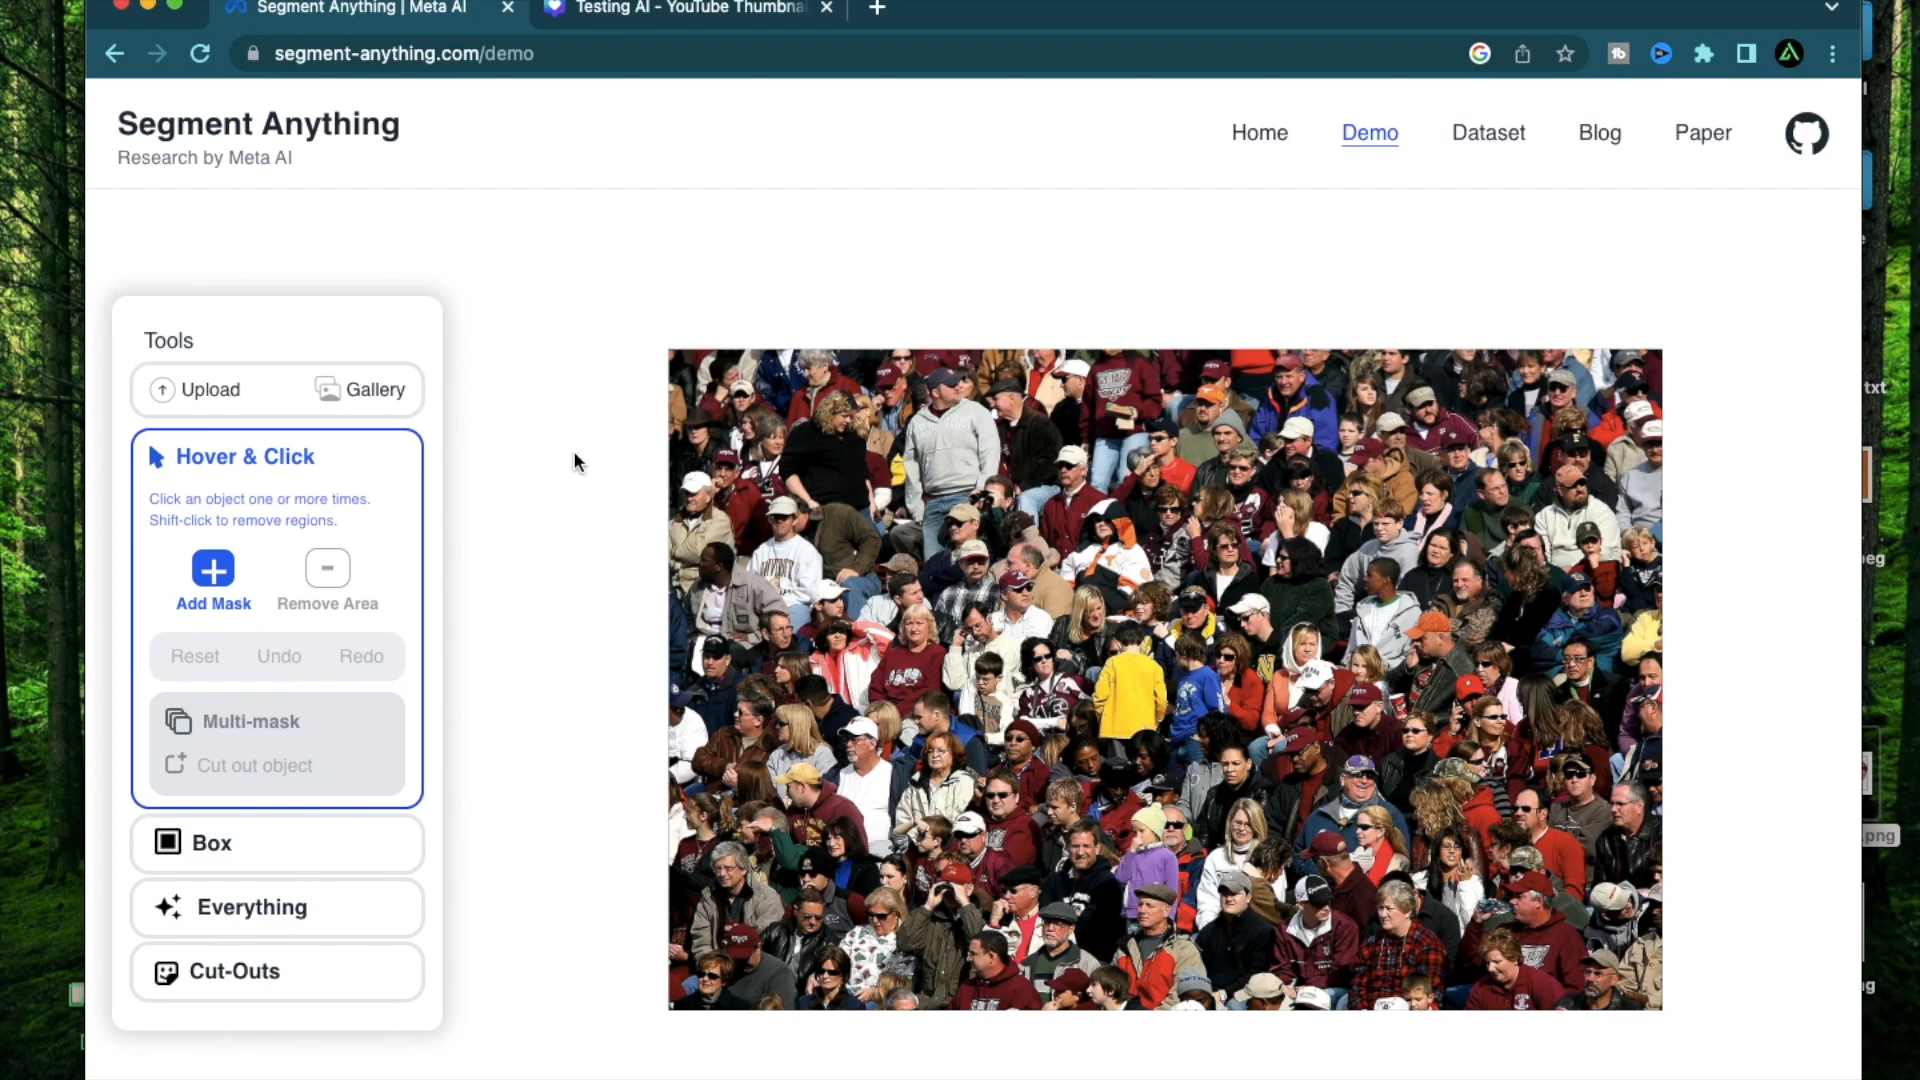 Segment Anything | Meta AI
Testing AI - YouTube Thumbna
segment-anything.com/demo
Segment Anything
Research by Meta AI
Home
Demo
Dataset
Blog
Paper
Tools
Upload
Gallery
Hover & Click
Click an object one or more times.
Shift-click to remove regions.
Add Mask
Remove Area
Reset
Undo
Redo
Multi-mask
Cut out object
Box
Everything
Cut-Outs
txt
.png